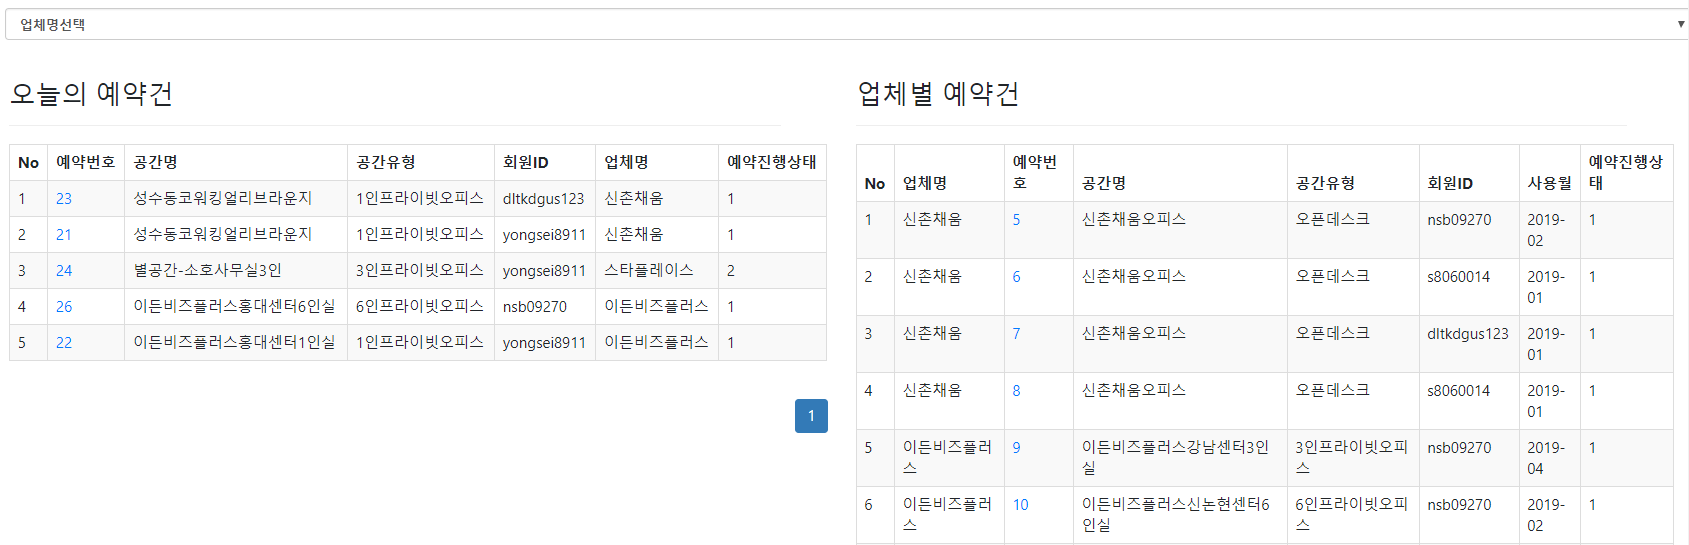 업체명선택
오늘의 예약건
No 예약번호 공간명 공간유형 회원ID 업체명 예약진행상태
1 23 성수동코워킹얼리브라운지 1인프라이빗오피스 dltkdgus123 신촌채움 1
2 21 성수동코워킹얼리브라운지 1인프라이빗오피스 yongsei8911 신촌채움 1
3 24 별공간-소호사무실3인 3인프라이빗오피스 yongsei8911 스타플레이스 2
4 26 이든비즈플러스홍대센터6인실 6인프라이빗오피스 nsb09270 이든비즈플러스 1
5 22 이든비즈플러스홍대센터1인실 1인프라이빗오피스 yongsei8911 이든비즈플러스 1
1
업체별 예약건
No 업체명 예약번 공간명 공간유형 회원ID 사용월 예약진행상
호 태
1 신촌채움 5 신촌채움오피스 오픈데스크 nsb09270 2019- 1
02
2 신촌채움 6 신촌채움오피스 오픈데스크 s8060014 2019- 1
01
3 신촌채움 7 신촌채움오피스 오픈데스크 dltkdgus123 2019- 1
01
4 신촌채움 8 신촌채움오피스 오픈데스크 s8060014 2019- 1
01
5 이든비즈플러 9 이든비즈플러스강남센터3인 3인프라이빗오피 nsb09270 2019- 1
스 실 스 04
6 이든비즈플러 10 이든비즈플러스신논현센터6 6인프라이빗오피 nsb09270 2019- 1
스 인실 스 02